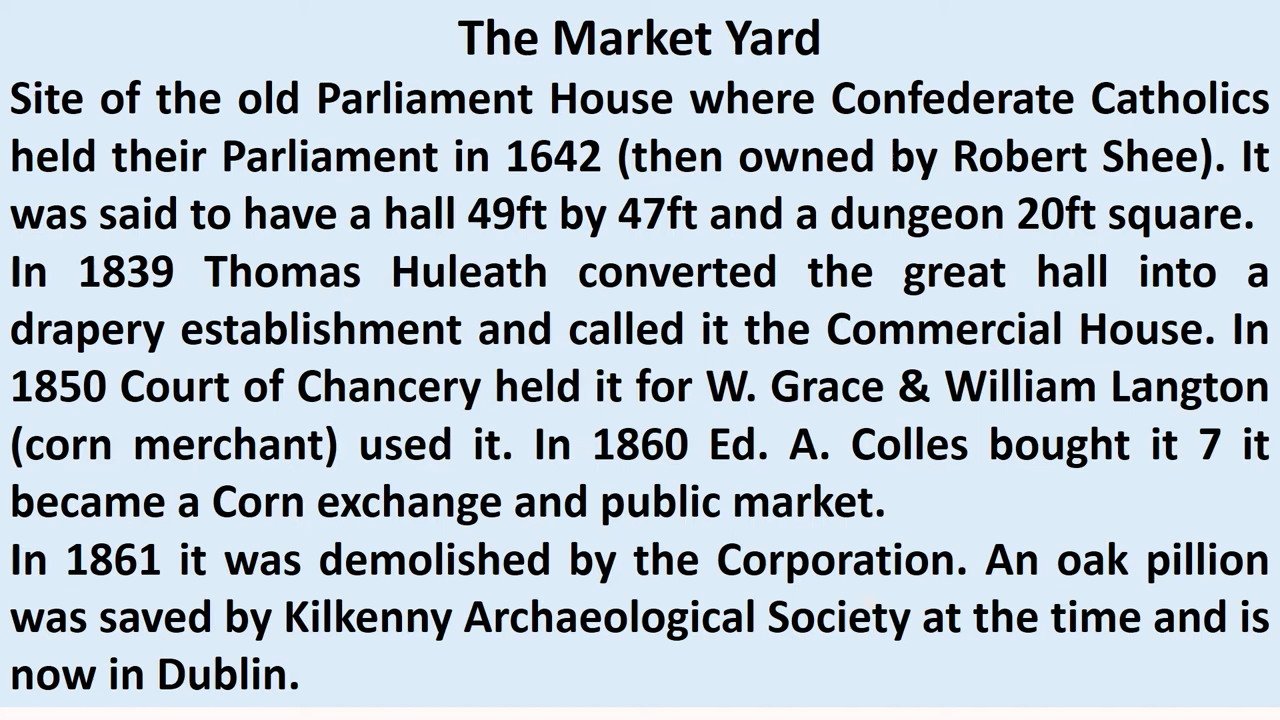 The Market Yard
Site of the old Parliament House where Confederate Catholics
held their Parliament in 1642 (then owned by Robert Shee). It
was said to have a hall 49ft by 47ft and a dungeon 20ft square.
In 1839 Thomas Huleath converted the great hall into a
drapery establishment and called it the Commercial House. In
1850 Court of Chancery held it for W. Grace & William Langton
(corn merchant) used it. In 1860 Ed. A. Colles bought it 7 it
became a Corn exchange and public market.
In 1861 it was demolished by the Corporation. An oak pillion
was saved by Kilkenny Archaeological Society at the time and is
now in Dublin.